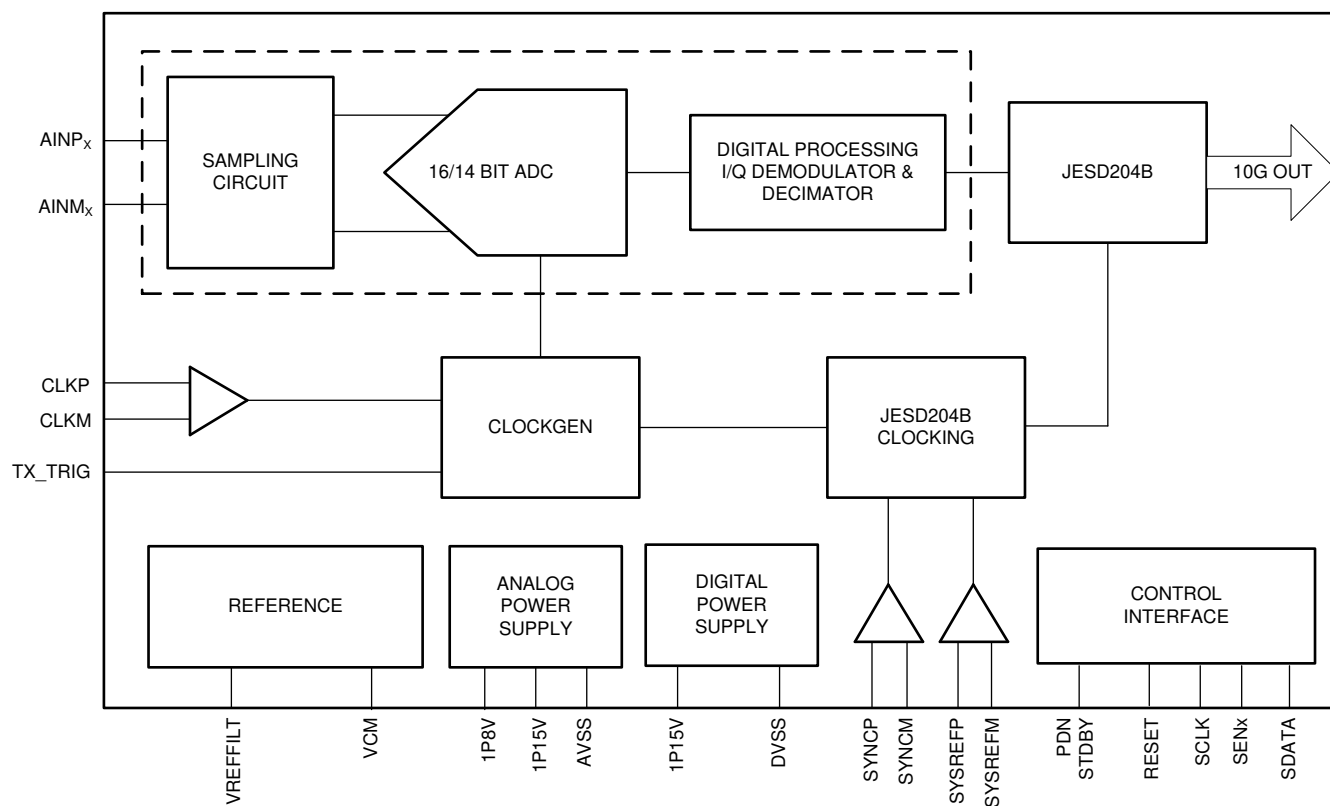 AINPX
AINMX
SAMPLING
CIRCUIT
16/14 BIT ADC
DIGITAL PROCESSING
I/Q DEMODULATOR &
DECIMATOR
JESD204B
10G OUT
CLKP
CLKM
TX_TRIG
CLOCKGEN
JESD204B
CLOCKING
REFERENCE
ANALOG
POWER
SUPPLY
DIGITAL
POWER
SUPPLY
CONTROL
INTERFACE
VREFFILT
VCM
1P8V
1P15V
AVSS
1P15V
DVSS
SYNCP
SYNCM
SYSREFP
SYSREFM
PDN
STDBY
RESET
SCLK
SENx
SDATA